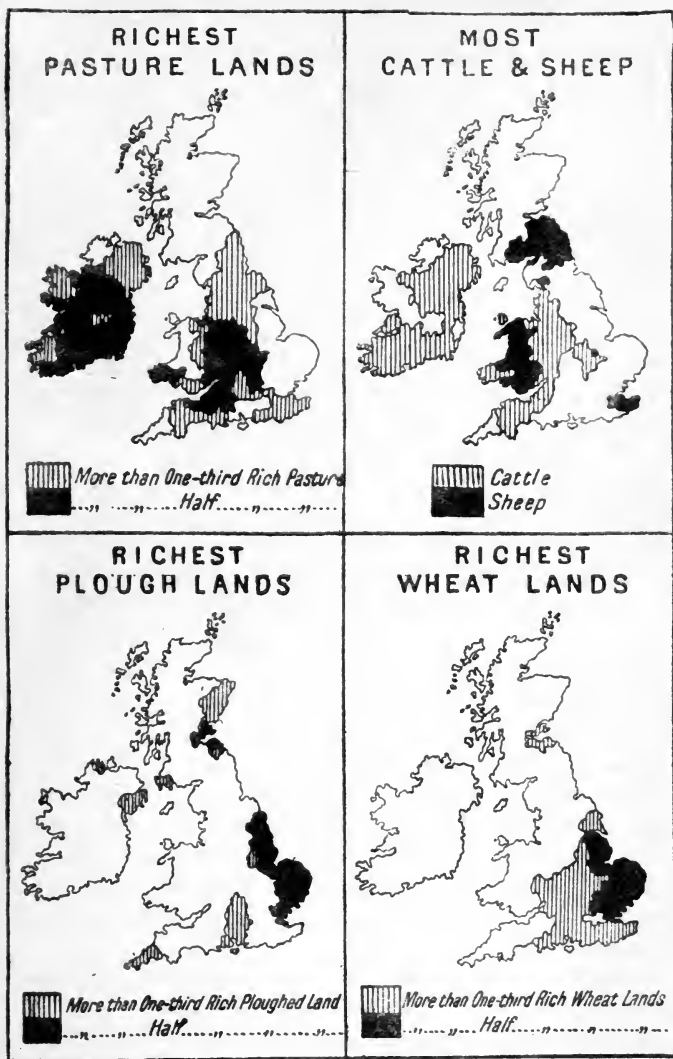 RICHEST
PASTURE LANDS
More than One-third Rich Pasture
..„ ..... „ ..... Half ..... „ ..... „
MOST
CATTLE & SHEEP
Cattle
Sheep
RICHEST
PLOUGH LANDS
More than One-third Rich Ploughed Land
..„.. „ .. Half ... „ ..... „ ..... „
RICHEST
WHEAT LANDS
More than One-third Rich Wheat Lands
..„.. „ .. Half ..... „ ..... „ ..... „